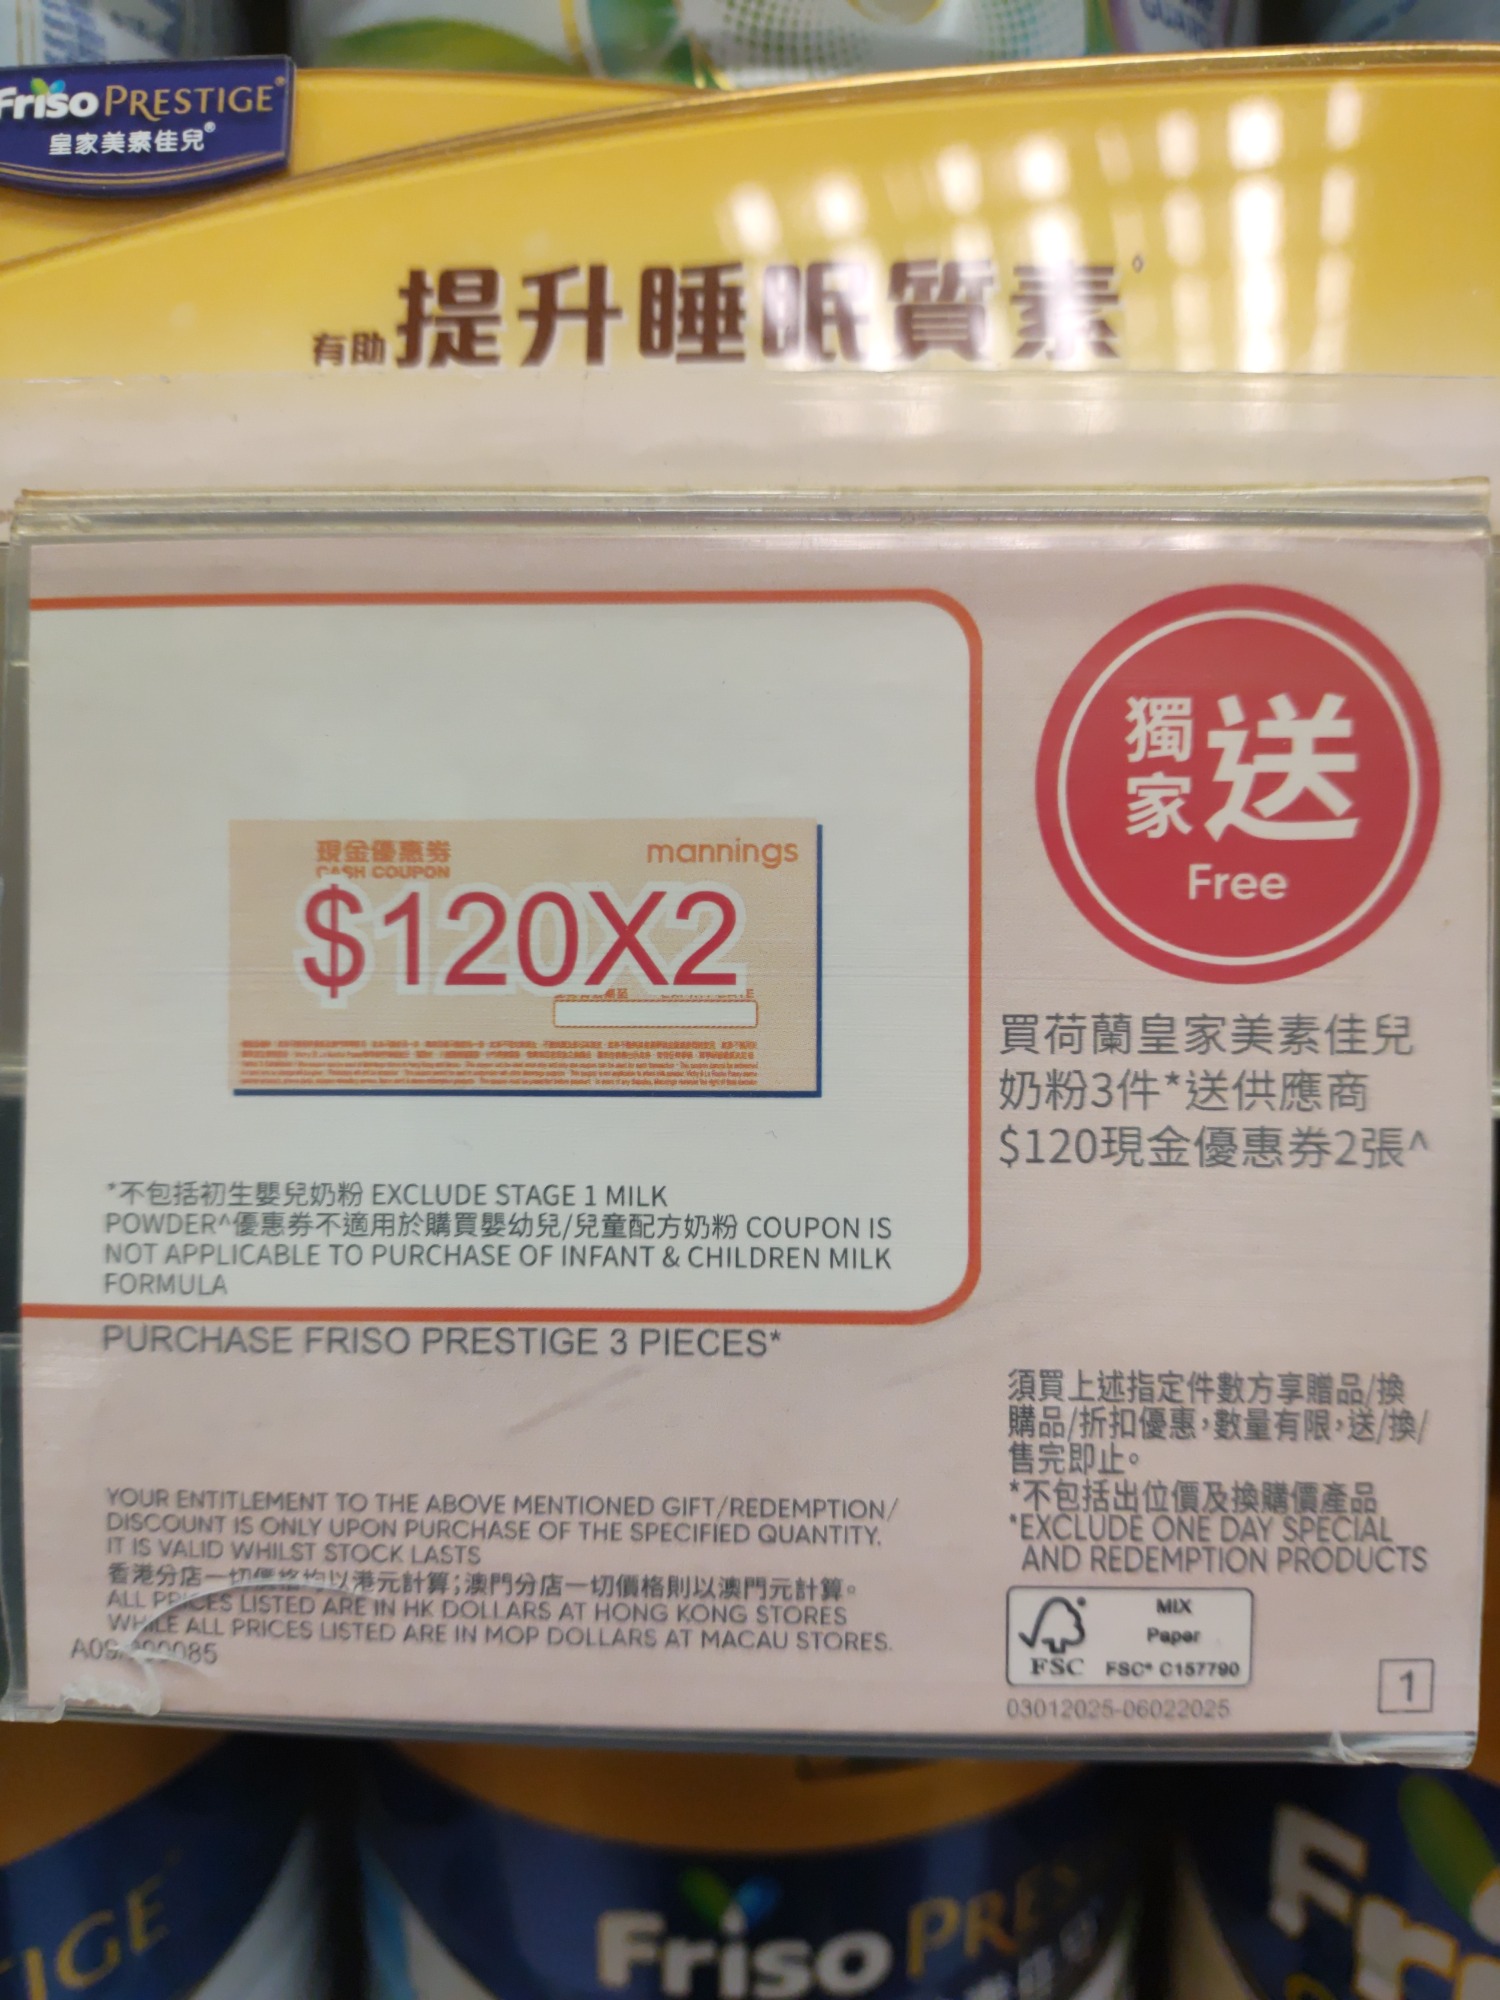 Friso PRESTIGE®
皇家美素佳兒®
有助提升睡眠質素◊
獨家送
Free
現金優惠券
mannings
CASH COUPON
$120X2
買荷蘭皇家美素佳兒
奶粉3件*送供應商
$120現金優惠券2張^
*不包括初生嬰兒奶粉 EXCLUDE STAGE 1 MILK
POWDER^優惠券不適用於購買嬰幼兒/兒童配方奶粉 COUPON IS
NOT APPLICABLE TO PURCHASE OF INFANT & CHILDREN MILK
FORMULA
PURCHASE FRISO PRESTIGE 3 PIECES*
須買上述指定件數方享贈品/換
購品/折扣優惠，數量有限，送/換/
售完即止。
*不包括出位價及換購價產品
*EXCLUDE ONE DAY SPECIAL
AND REDEMPTION PRODUCTS
YOUR ENTITLEMENT TO THE ABOVE MENTIONED GIFT/REDEMPTION/
DISCOUNT IS ONLY UPON PURCHASE OF THE SPECIFIED QUANTITY.
IT IS VALID WHILST STOCK LASTS
香港分店一切價格均以港元計算；澳門分店一切價格則以澳門元計算。
ALL PRICES LISTED ARE IN HK DOLLARS AT HONG KONG STORES
WHILE ALL PRICES LISTED ARE IN MOP DOLLARS AT MACAU STORES.
MIX
Paper
FSC
FSC® C157790
03012025-06022025
1
TIGE
Friso PRES
Fri